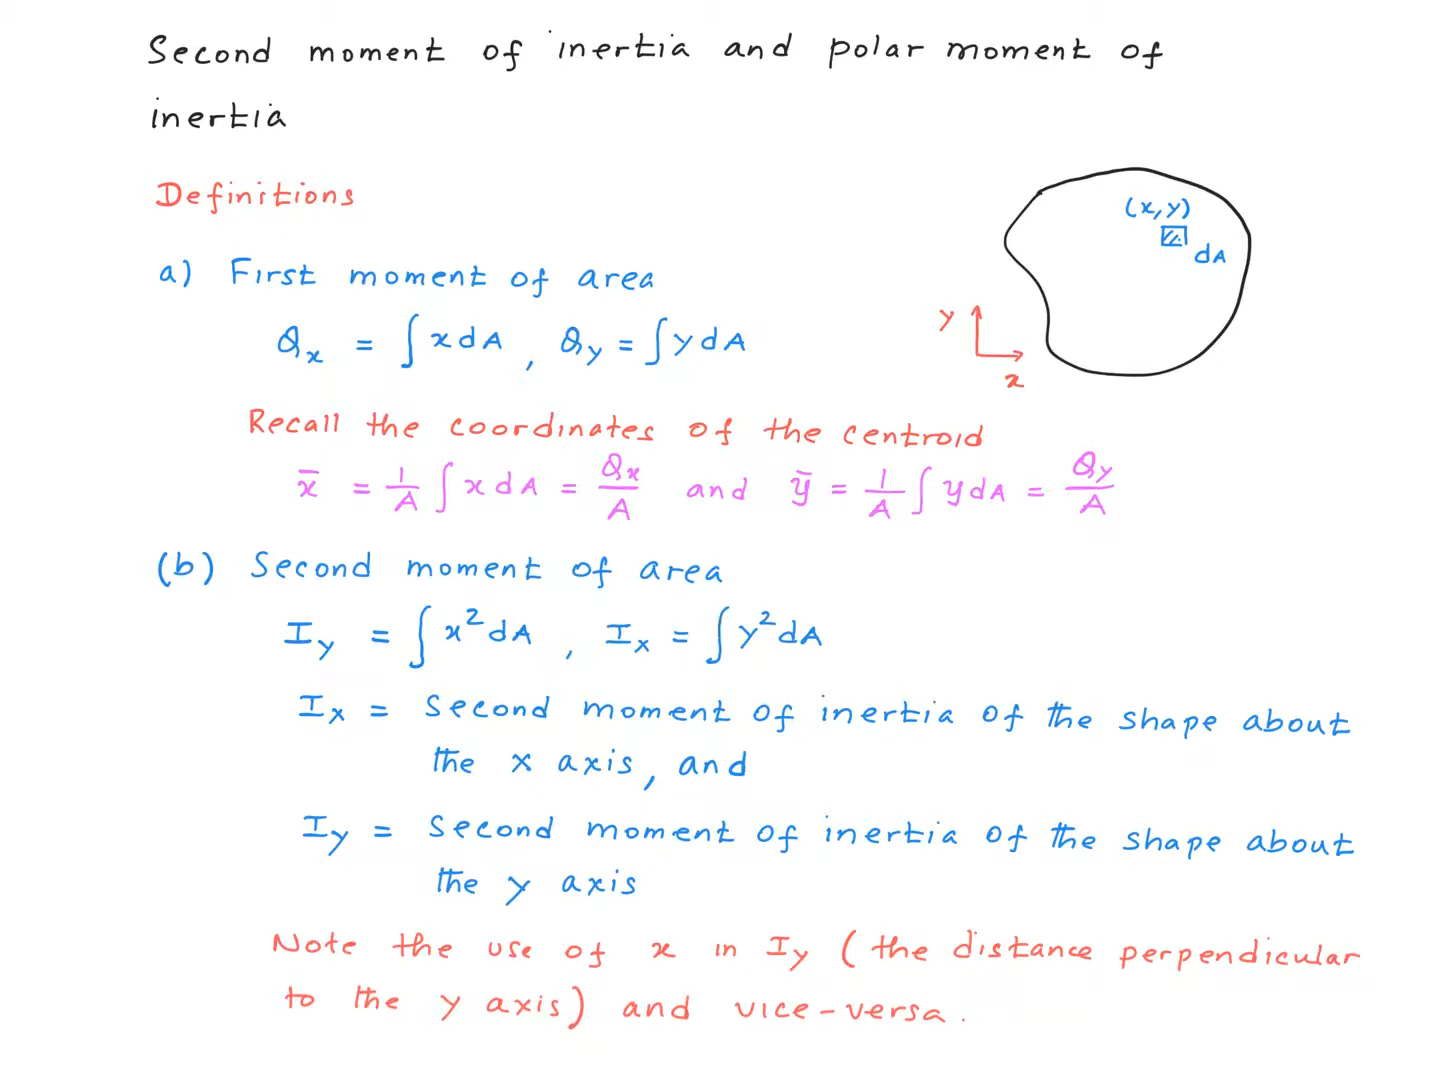 Second moment of inertia and polar moment of
inertia
Definitions
(x,y)
dA
y
x
a) First moment of area
Qx = ∫ x dA , Qy = ∫ y dA
Recall the coordinates of the centroid
x̄ = 1/A ∫ x dA = Qx/A and ȳ = 1/A ∫ y dA = Qy/A
(b) Second moment of area
Iy = ∫ x² dA , Ix = ∫ y² dA
Ix = Second moment of inertia of the shape about
the x axis, and
Iy = Second moment of inertia of the shape about
the y axis
Note the use of x in Iy (the distance perpendicular
to the y axis) and vice-versa.